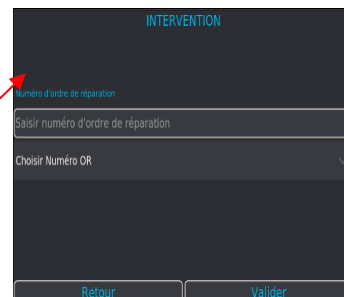 INTERVENTION
Numéro d'ordre de réparation
Saisir numéro d'ordre de réparation
Choisir Numéro OR
Retour
Valider